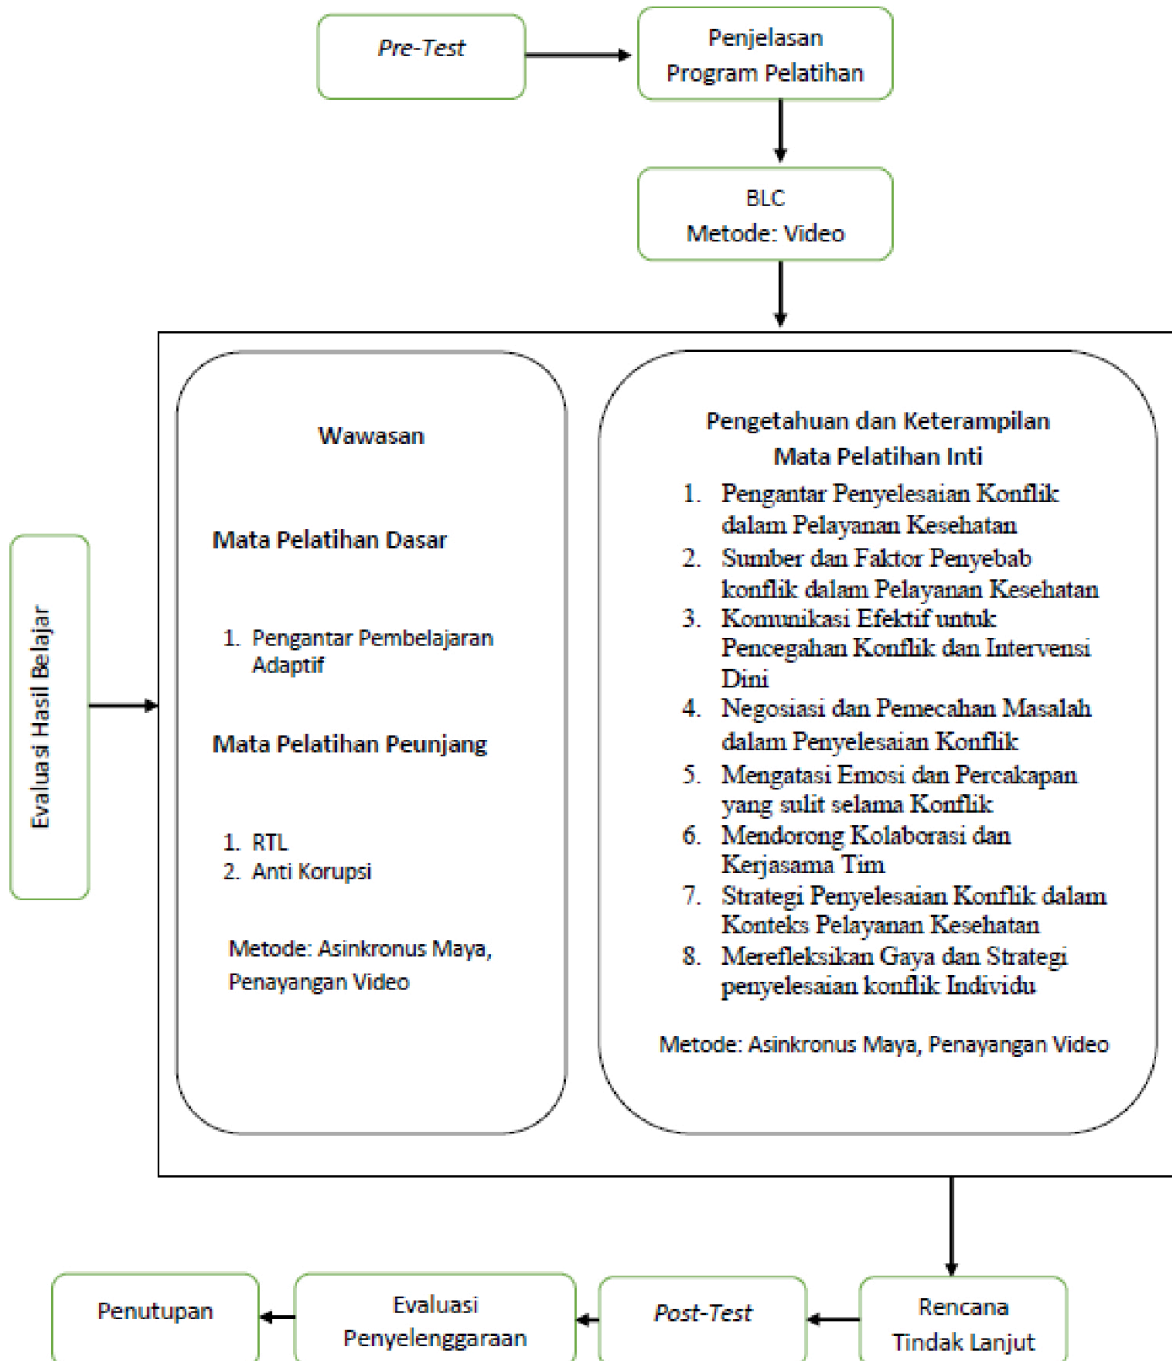 Pre-Test
Penjelasan
Program Pelatihan
BLC
Metode: Video
Evaluasi Hasil Belajar
Wawasan
Mata Pelatihan Dasar
1. Pengantar Pembelajaran
Adaptif
Mata Pelatihan Peunjang
1. RTL
2. Anti Korupsi
Metode: Asinkronus Maya,
Penayangan Video
Pengetahuan dan Keterampilan
Mata Pelatihan Inti
1. Pengantar Penyelesaian Konflik
dalam Pelayanan Kesehatan
2. Sumber dan Faktor Penyebab
konflik dalam Pelayanan Kesehatan
3. Komunikasi Efektif untuk
Pencegahan Konflik dan Intervensi
Dini
4. Negosiasi dan Pemecahan Masalah
dalam Penyelesaian Konflik
5. Mengatasi Emosi dan Percakapan
yang sulit selama Konflik
6. Mendorong Kolaborasi dan
Kerjasama Tim
7. Strategi Penyelesaian Konflik dalam
Konteks Pelayanan Kesehatan
8. Merefleksikan Gaya dan Strategi
penyelesaian konflik Individu
Metode: Asinkronus Maya, Penayangan Video
Rencana
Tindak Lanjut
Post-Test
Evaluasi
Penyelenggaraan
Penutupan